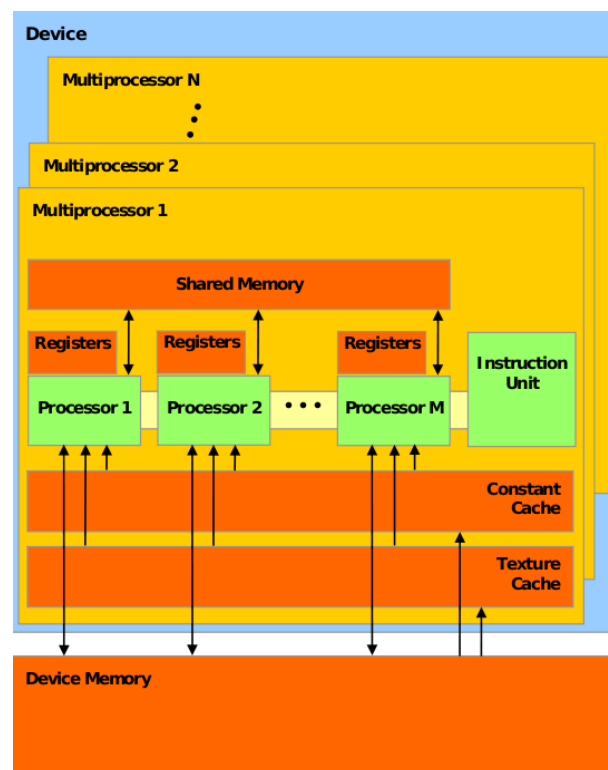 Device
Multiprocessor N
Multiprocessor 2
Multiprocessor 1
Shared Memory
Registers
Registers
Registers
Instruction
Unit
Processor 1
Processor 2
Processor M
Constant
Cache
Texture
Cache
Device Memory